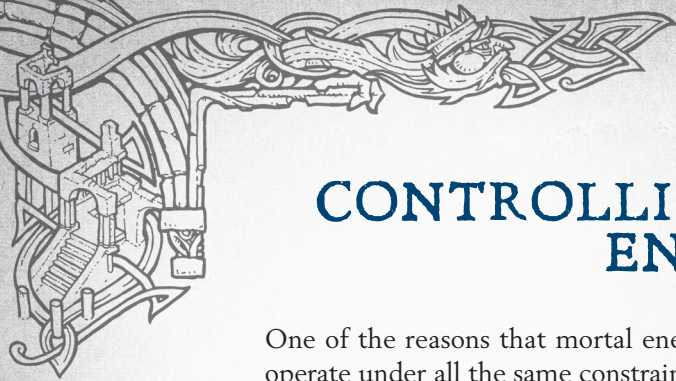 CONTROLLI
EN
One of the reasons that mortal ene
operate under all the same constrain